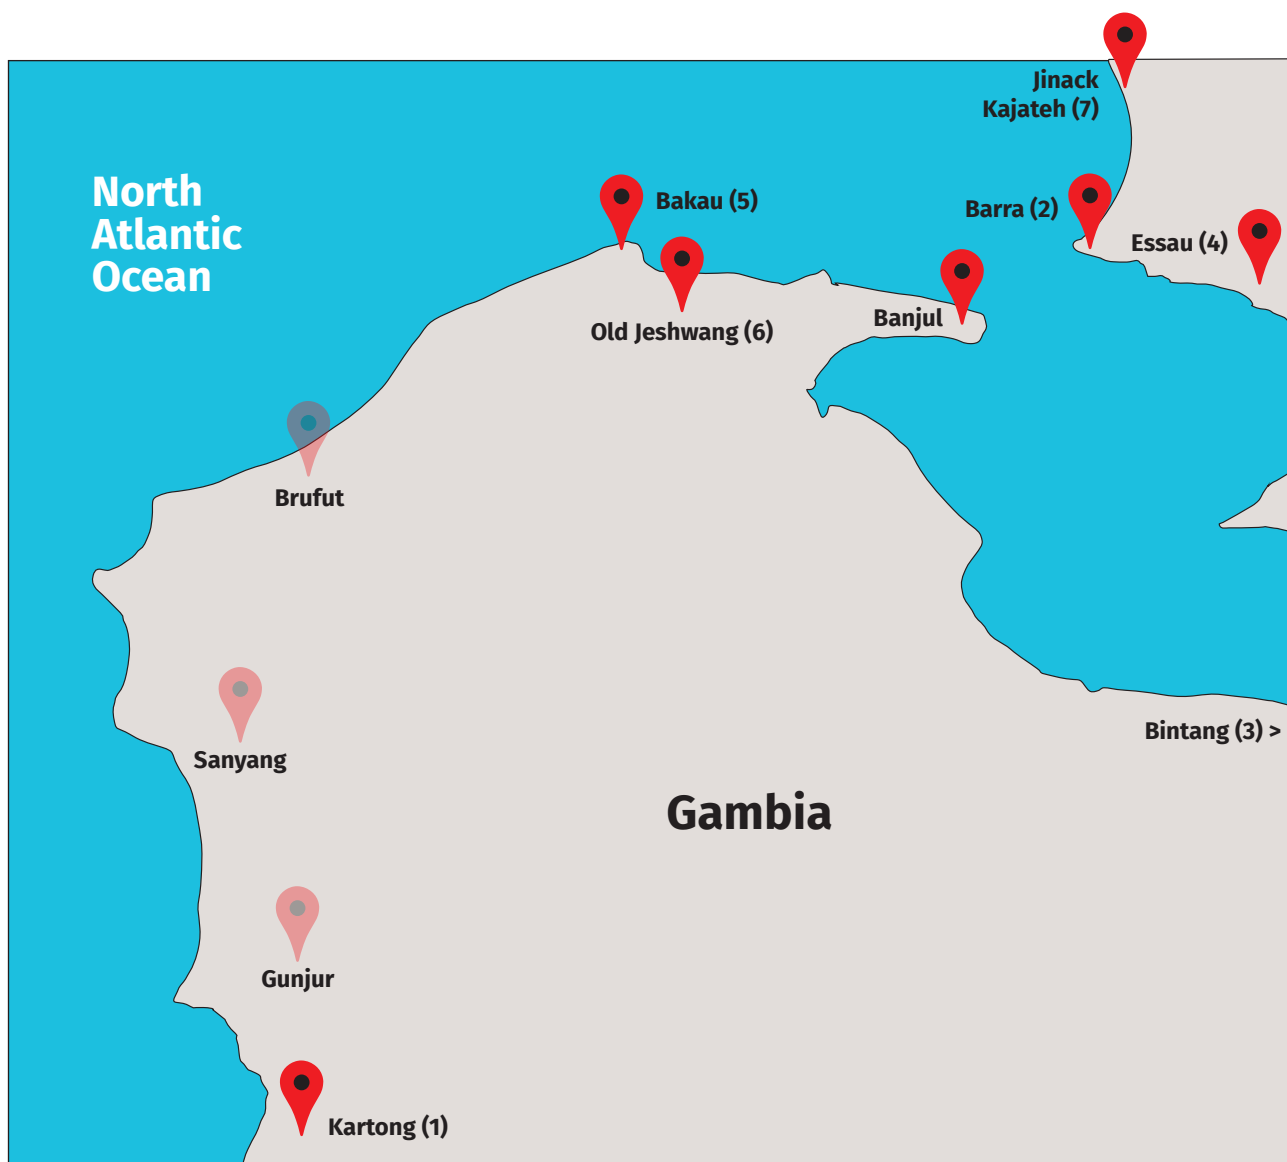 Jinack
Kajateh (7)
North
Atlantic
Ocean
Bakau (5)
Barra (2)
Essau (4)
Old Jeshwang (6)
Banjul
Brufut
Sanyang
Bintang (3) >
Gambia
Gunjur
Kartong (1)